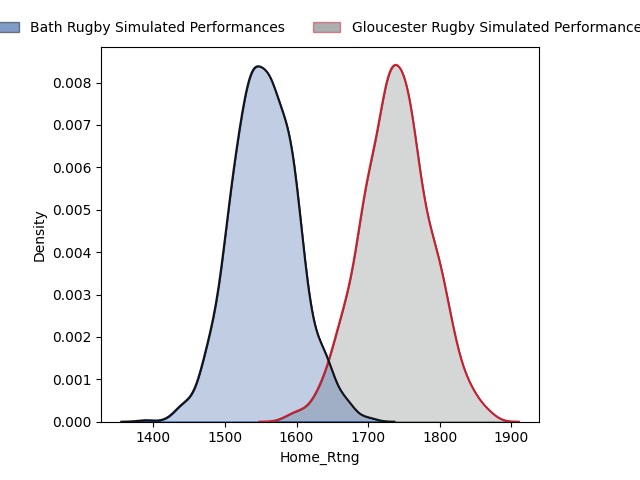 Bath Rugby Simulated Performances
Gloucester Rugby Simulated Performance
0.008
0.007
0.006
0.005
0.004
0.003
0.002
0.001
0.000
Density
1400 1500 1600 1700 1800 1900
Home_Rtng